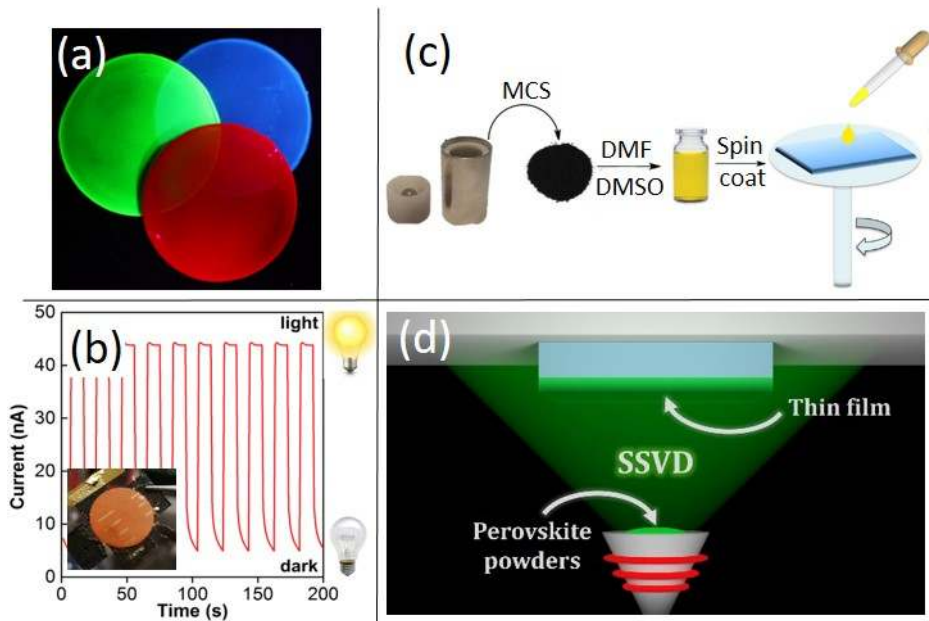 (a)
(c)
MCS
DMF
DMSO
Spin
coat
(b)
light
dark
50
40
30
20
10
0
Current (nA)
0
50
100
150
200
Time (s)
(d)
Thin film
SSVD
Perovskite
powders